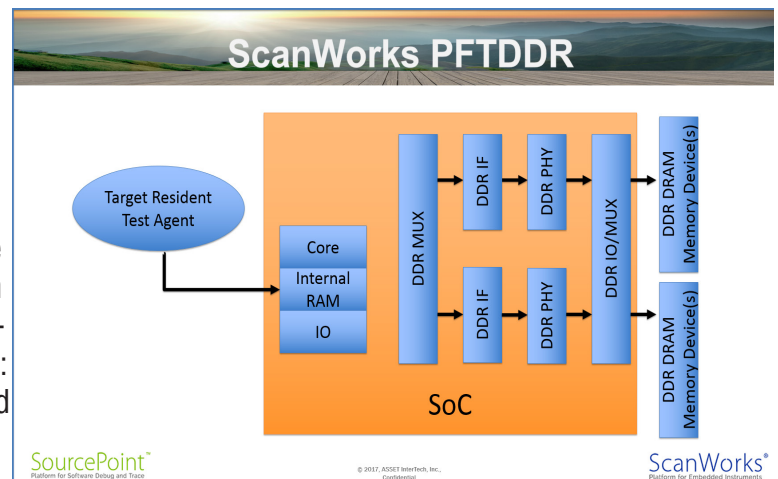 ScanWorks PFTDDR
Target Resident
Test Agent
Core
Internal
RAM
IO
DDR MUX
DDR IF
DDR PHY
DDR IF
DDR PHY
DDR IO/MUX
DDR DRAM
Memory Device(s)
DDR DRAM
Memory Device(s)
SoC
SourcePoint™
Platform for Software Debug and Trace
© 2017, ASSET InterTech, Inc.,
Confidential
ScanWorks®
Platform for Embedded Instruments